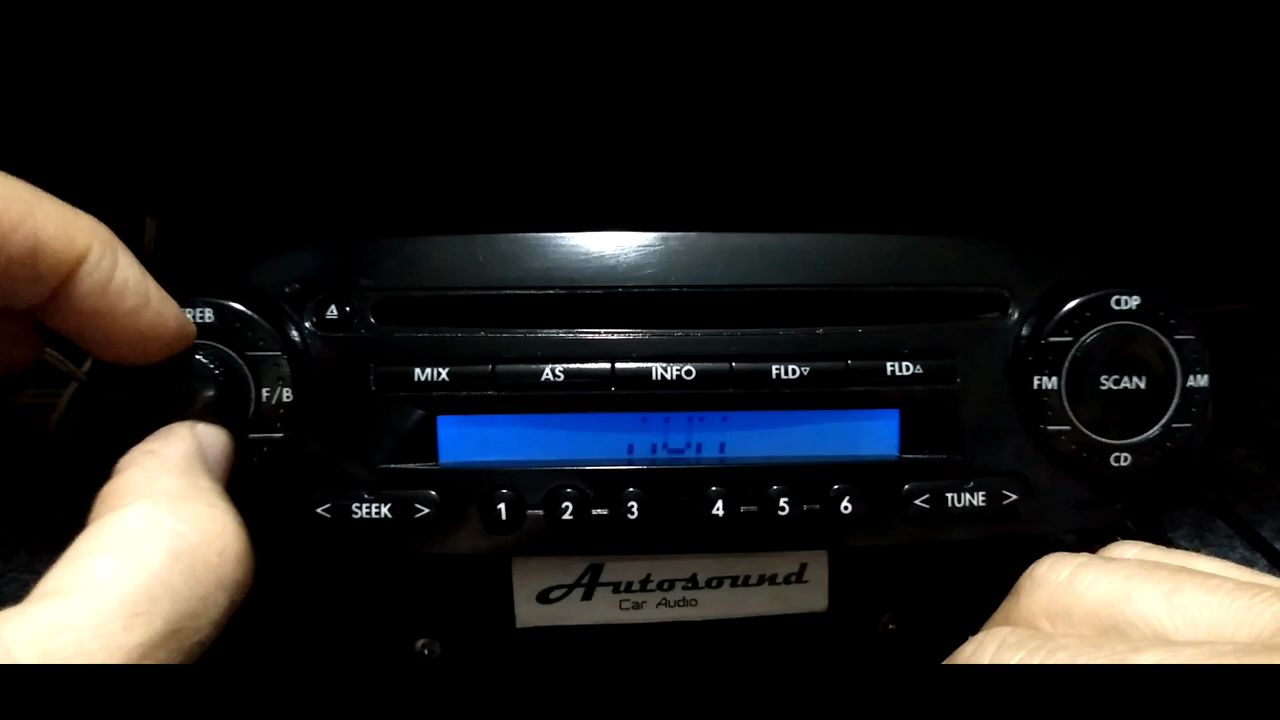 REB
F/B
MIX AS INFO FLD▽ FLD△
< SEEK > 1 - 2 - 3 4 - 5 - 6 < TUNE >
CDP
FM SCAN AM
CD
Autosound
Car Audio